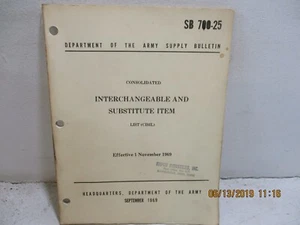 SB 700-25
DEPARTMENT OF THE ARMY SUPPLY BULLETIN
CONSOLIDATED
INTERCHANGEABLE AND
SUBSTITUTE ITEM
LIST (CISIL)
Effective 1 November 1969
HEADQUARTERS, DEPARTMENT OF THE ARMY
SEPTEMBER 1969
06/13/2019 11:16